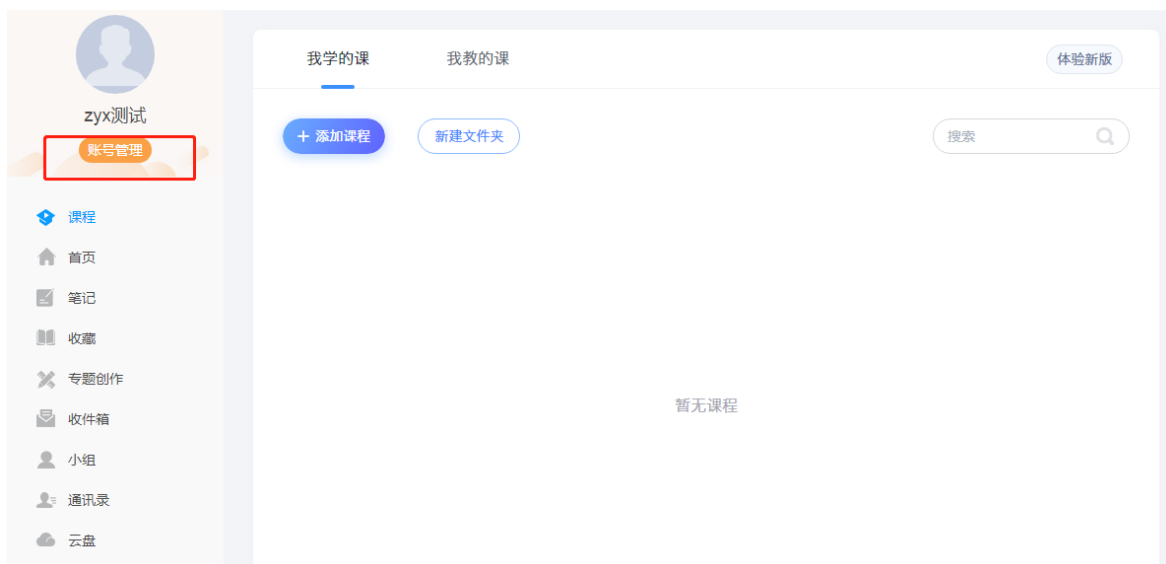 zyx测试
账号管理
课程
首页
笔记
收藏
专题创作
收件箱
小组
通讯录
云盘
我学的课 我教的课 体验新版
+ 添加课程 新建文件夹 搜索
暂无课程